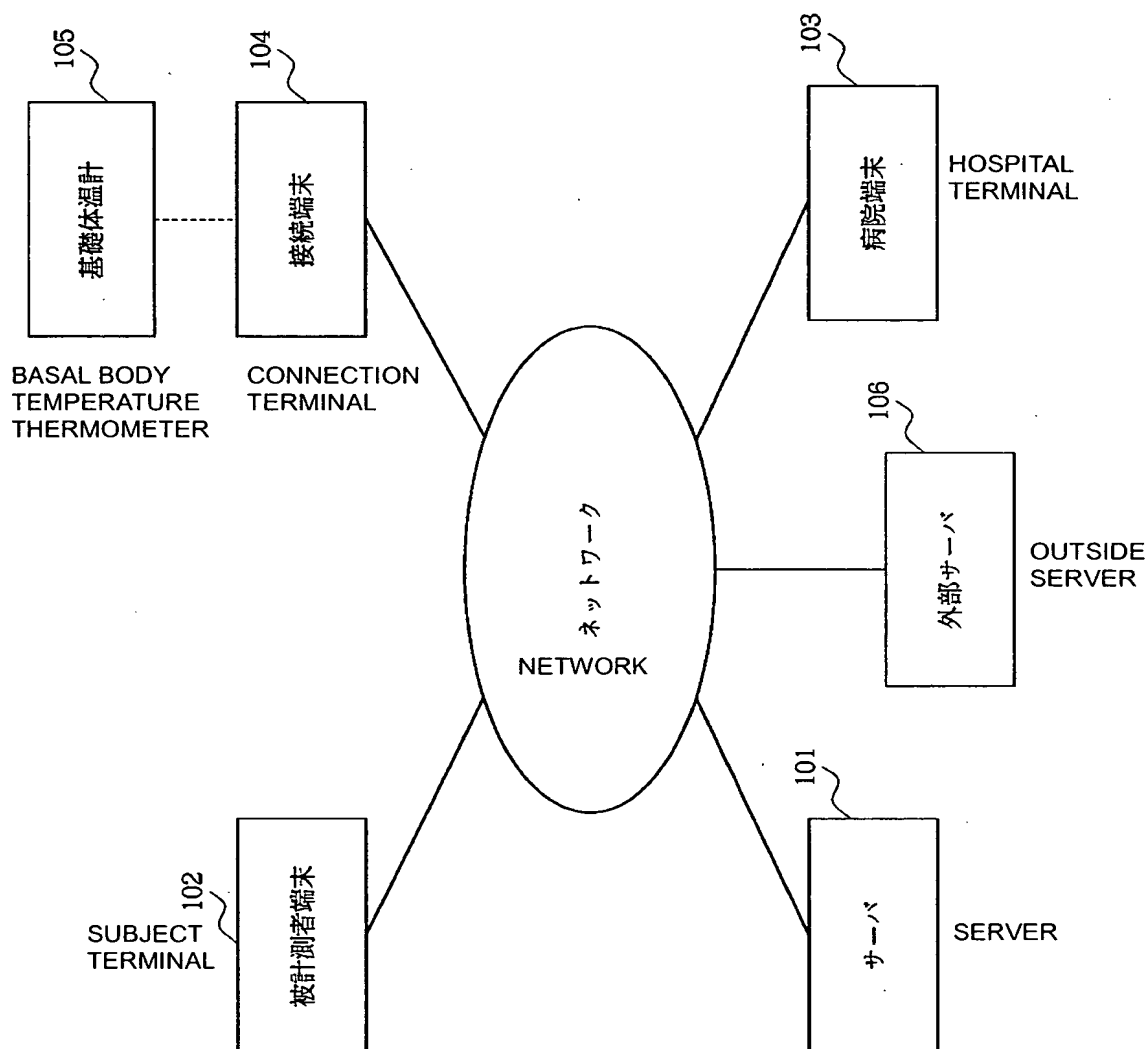 105
基礎体温計
BASAL BODY
TEMPERATURE
THERMOMETER
104
接続端末
CONNECTION
TERMINAL
103
病院端末
HOSPITAL
TERMINAL
ネットワーク
NETWORK
106
外部サーバ
OUTSIDE
SERVER
102
SUBJECT
TERMINAL
被計測者端末
101
サーバ
SERVER